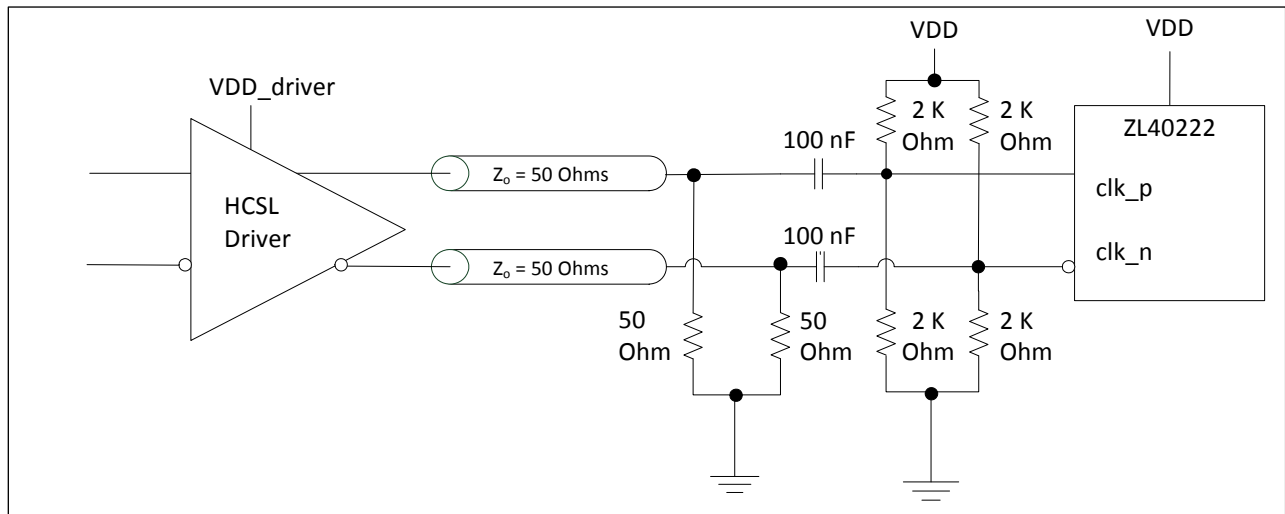 VDD
VDD
VDD_driver
2 K
Ohm
2 K
Ohm
ZL40222
100 nF
Zo = 50 Ohms
clk_p
HCSL
Driver
100 nF
clk_n
Zo = 50 Ohms
50
Ohm
50
Ohm
2 K
Ohm
2 K
Ohm